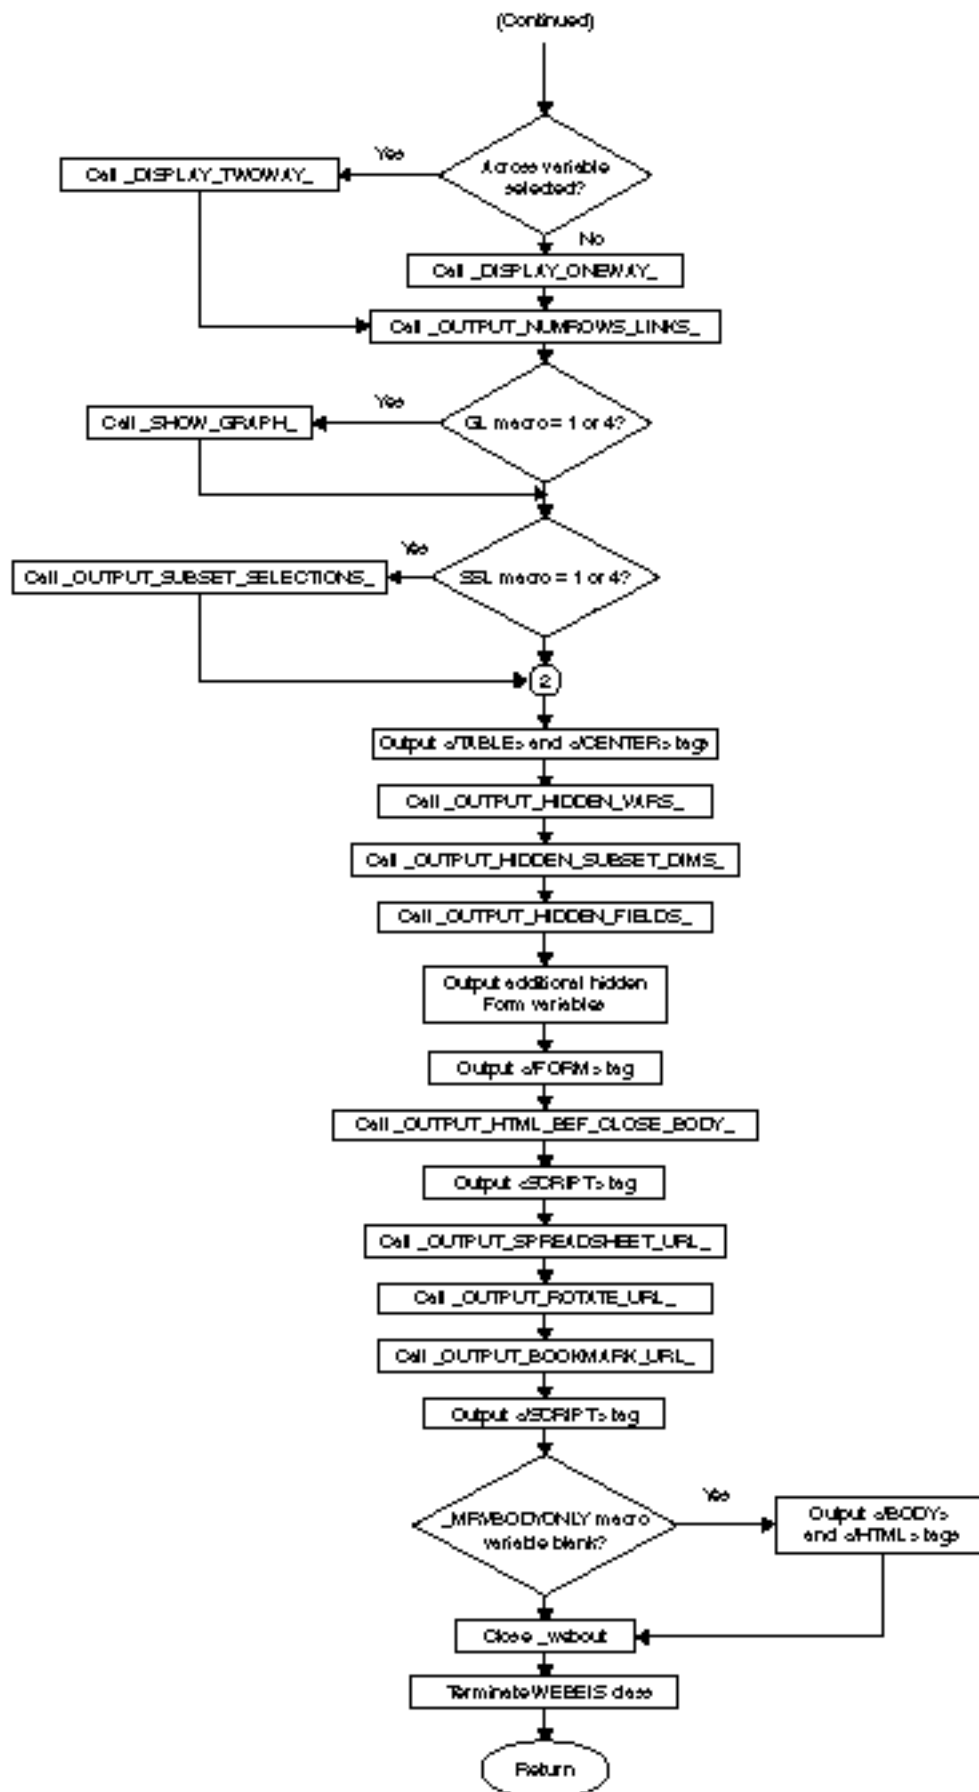 (Continued)
Across variable
selected?
Yes
Call _DISPLAY_TWOWAY_
No
Call _DISPLAY_ONEWAY_
Call _OUTPUT_NUMROWS_LINKS_
GL macro = 1 or 4?
Yes
Call _SHOW_GRAPH_
SSL macro = 1 or 4?
Yes
Call _OUTPUT_SUBSET_SELECTIONS_
2
Output </TABLE> and </CENTER> tags
Call _OUTPUT_HIDDEN_VARS_
Call _OUTPUT_HIDDEN_SUBSET_DIMS_
Call _OUTPUT_HIDDEN_FIELDS_
Output additional hidden
Form variables
Output </FORM> tag
Call _OUTPUT_HTML_BEF_CLOSE_BODY_
Output <SCRIPT> tag
Call _OUTPUT_SPREADSHEET_URL_
Call _OUTPUT_ROTATE_URL_
Call _OUTPUT_BOOKMARK_URL_
Output </SCRIPT> tag
_MRVBODYONLY macro
variable blank?
Yes
Output </BODY>
and </HTML> tags
Close _webout
Terminate WEBEIS class
Return